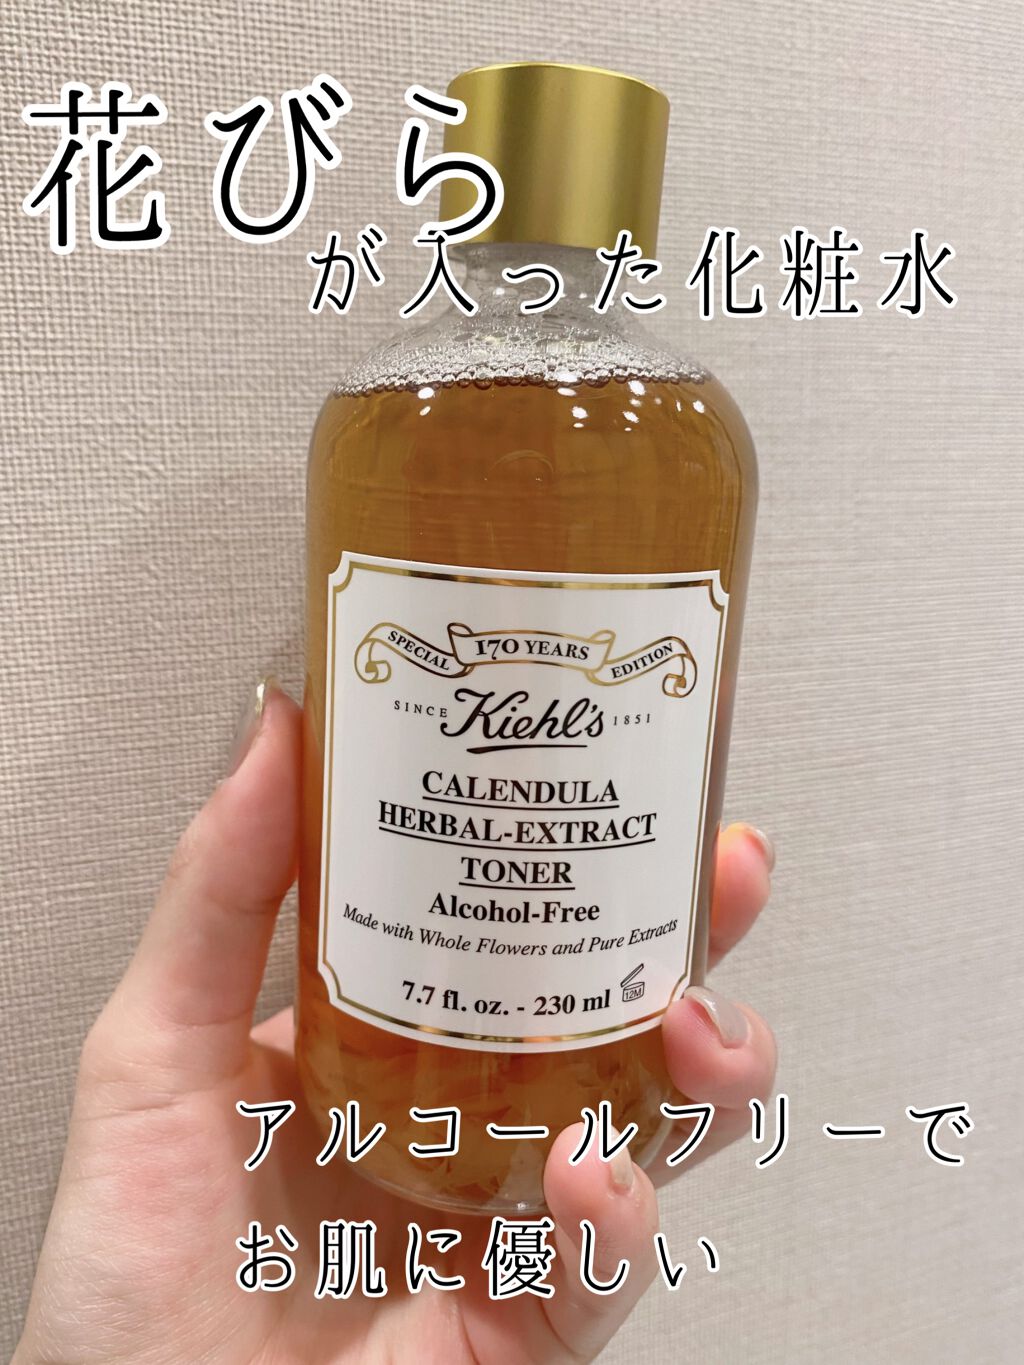 花びら
が入った化粧水
SPECIAL 170 YEARS EDITION
SINCE Kiehl's 1851
CALENDULA
HERBAL-EXTRACT
TONER
Alcohol-Free
Made with Whole Flowers and Pure Extracts
7.7 fl. oz. - 230 ml 12M
アルコールフリーで
お肌に優しい